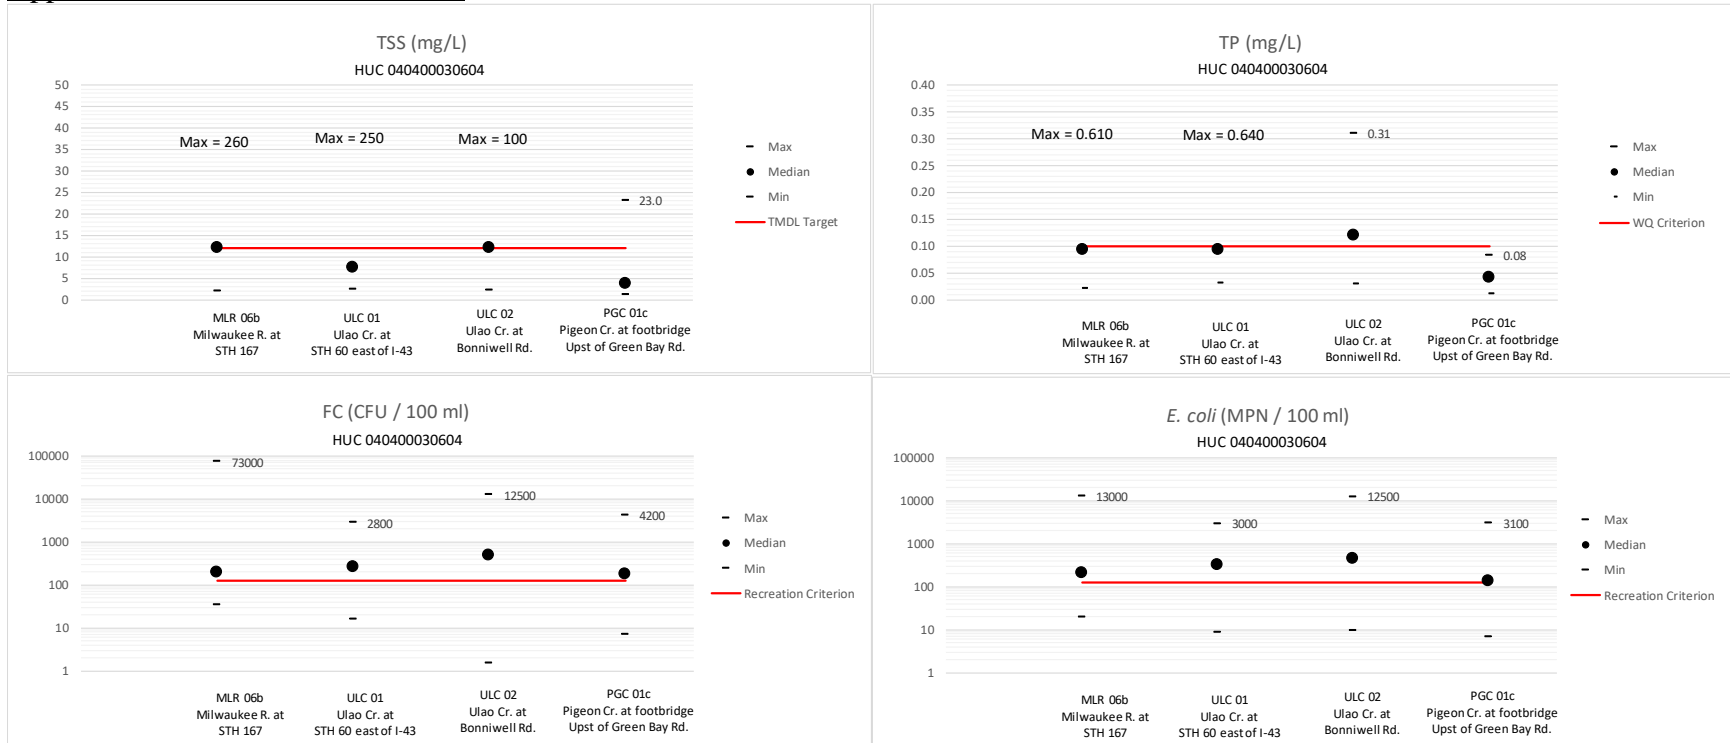 TSS (mg/L)
HUC 040400030604
50
45
40
35
30
25
20
15
10
5
0
Max = 260
Max = 250
Max = 100
23.0
Max
Median
Min
TMDL Target
MLR 06b
Milwaukee R. at
STH 167
ULC 01
Ulao Cr. at
STH 60 east of I-43
ULC 02
Ulao Cr. at
Bonniwell Rd.
PGC 01c
Pigeon Cr. at footbridge
Upst of Green Bay Rd.
TP (mg/L)
HUC 040400030604
0.40
0.35
0.30
0.25
0.20
0.15
0.10
0.05
0.00
Max = 0.610
Max = 0.640
0.31
0.08
Max
Median
Min
WQ Criterion
MLR 06b
Milwaukee R. at
STH 167
ULC 01
Ulao Cr. at
STH 60 east of I-43
ULC 02
Ulao Cr. at
Bonniwell Rd.
PGC 01c
Pigeon Cr. at footbridge
Upst of Green Bay Rd.
FC (CFU / 100 ml)
HUC 040400030604
100000
10000
1000
100
10
1
73000
2800
12500
4200
Max
Median
Min
Recreation Criterion
MLR 06b
Milwaukee R. at
STH 167
ULC 01
Ulao Cr. at
STH 60 east of I-43
ULC 02
Ulao Cr. at
Bonniwell Rd.
PGC 01c
Pigeon Cr. at footbridge
Upst of Green Bay Rd.
E. coli (MPN / 100 ml)
HUC 040400030604
100000
10000
1000
100
10
1
13000
3000
12500
3100
Max
Median
Min
Recreation Criterion
MLR 06b
Milwaukee R. at
STH 167
ULC 01
Ulao Cr. at
STH 60 east of I-43
ULC 02
Ulao Cr. at
Bonniwell Rd.
PGC 01c
Pigeon Cr. at footbridge
Upst of Green Bay Rd.